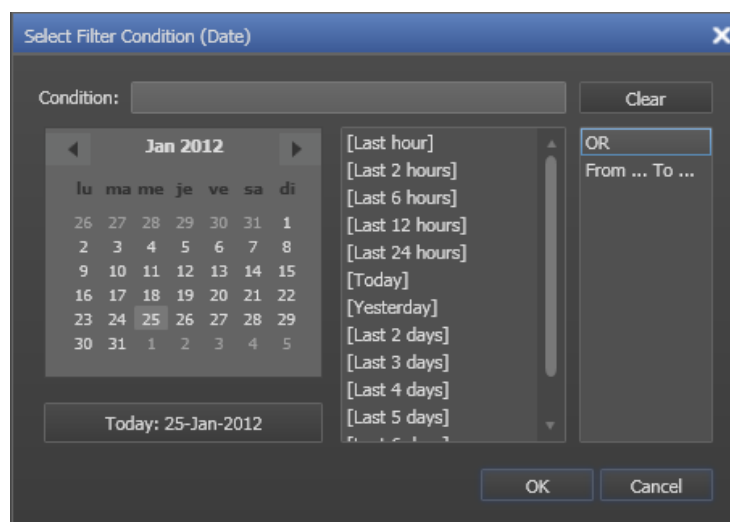 Select Filter Condition (Date)
Condition:
Clear
Jan 2012
lu ma me je ve sa di
26 27 28 29 30 31 1
2 3 4 5 6 7 8
9 10 11 12 13 14 15
16 17 18 19 20 21 22
23 24 25 26 27 28 29
30 31 1 2 3 4 5
Today: 25-Jan-2012
[Last hour]
[Last 2 hours]
[Last 6 hours]
[Last 12 hours]
[Last 24 hours]
[Today]
[Yesterday]
[Last 2 days]
[Last 3 days]
[Last 4 days]
[Last 5 days]
OR
From ... To ...
OK
Cancel